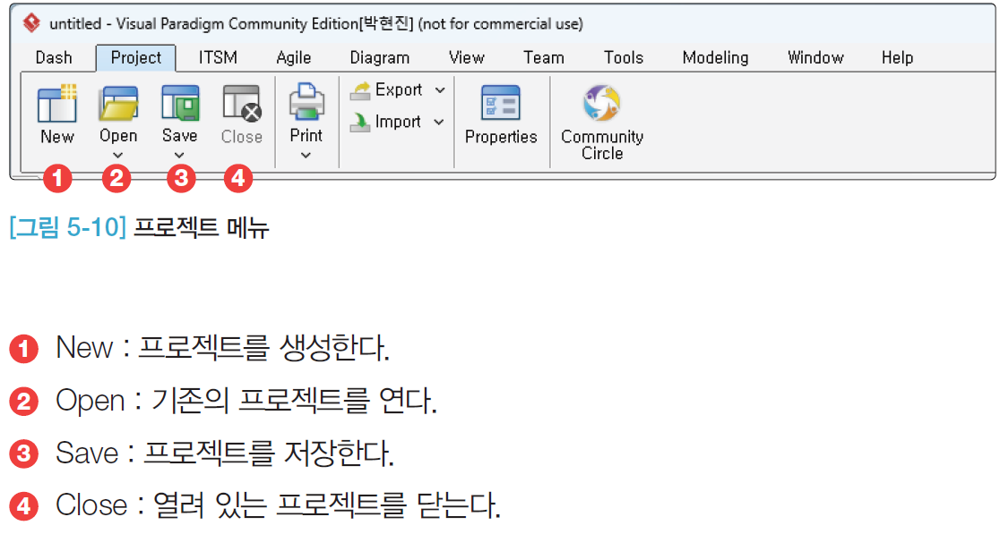 untitled - Visual Paradigm Community Edition[박현진] (not for commercial use)
Dash Project ITSM Agile Diagram View Team Tools Modeling Window Help
New Open Save Close Print Export Import Properties Community Circle
1 2 3 4
[그림 5-10] 프로젝트 메뉴
1 New : 프로젝트를 생성한다.
2 Open : 기존의 프로젝트를 연다.
3 Save : 프로젝트를 저장한다.
4 Close : 열려 있는 프로젝트를 닫는다.